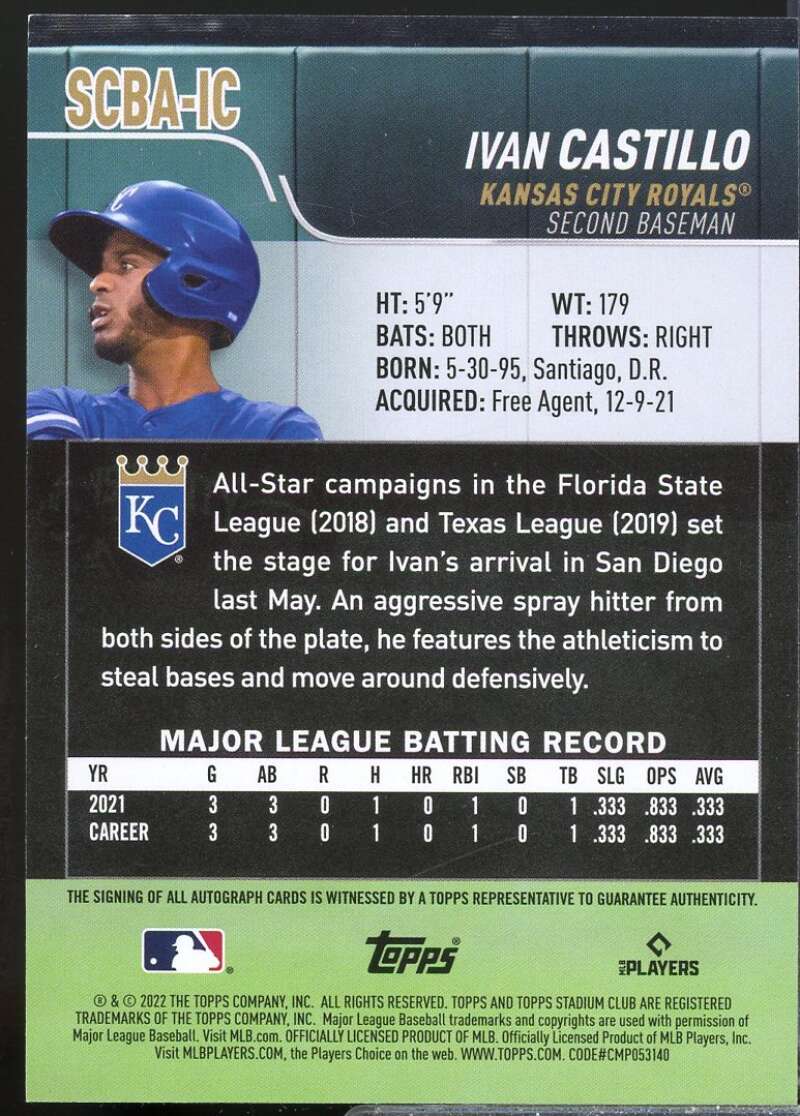 SCBA-IC
IVAN CASTILLO
KANSAS CITY ROYALS®
SECOND BASEMAN
KC
HT: 5'9" WT: 179
BATS: BOTH THROWS: RIGHT
BORN: 5-30-95, Santiago, D.R.
ACQUIRED: Free Agent, 12-9-21
KC ®
All-Star campaigns in the Florida State
League (2018) and Texas League (2019) set
the stage for Ivan's arrival in San Diego
last May. An aggressive spray hitter from
both sides of the plate, he features the athleticism to
steal bases and move around defensively.
MAJOR LEAGUE BATTING RECORD
YR G AB R H HR RBI SB TB SLG OPS AVG
2021 3 3 0 1 0 1 0 1 .333 .833 .333
CAREER 3 3 0 1 0 1 0 1 .333 .833 .333
THE SIGNING OF ALL AUTOGRAPH CARDS IS WITNESSED BY A TOPPS REPRESENTATIVE TO GUARANTEE AUTHENTICITY.
® topps® MLB PLAYERS
® & © 2022 THE TOPPS COMPANY, INC. ALL RIGHTS RESERVED. TOPPS AND TOPPS STADIUM CLUB ARE REGISTERED
TRADEMARKS OF THE TOPPS COMPANY, INC. Major League Baseball trademarks and copyrights are used with permission of
Major League Baseball. Visit MLB.com. OFFICIALLY LICENSED PRODUCT OF MLB. Officially Licensed Product of MLB Players, Inc.
Visit MLBPLAYERS.COM, the Players Choice on the web. WWW.TOPPS.COM. CODE#CMP053140